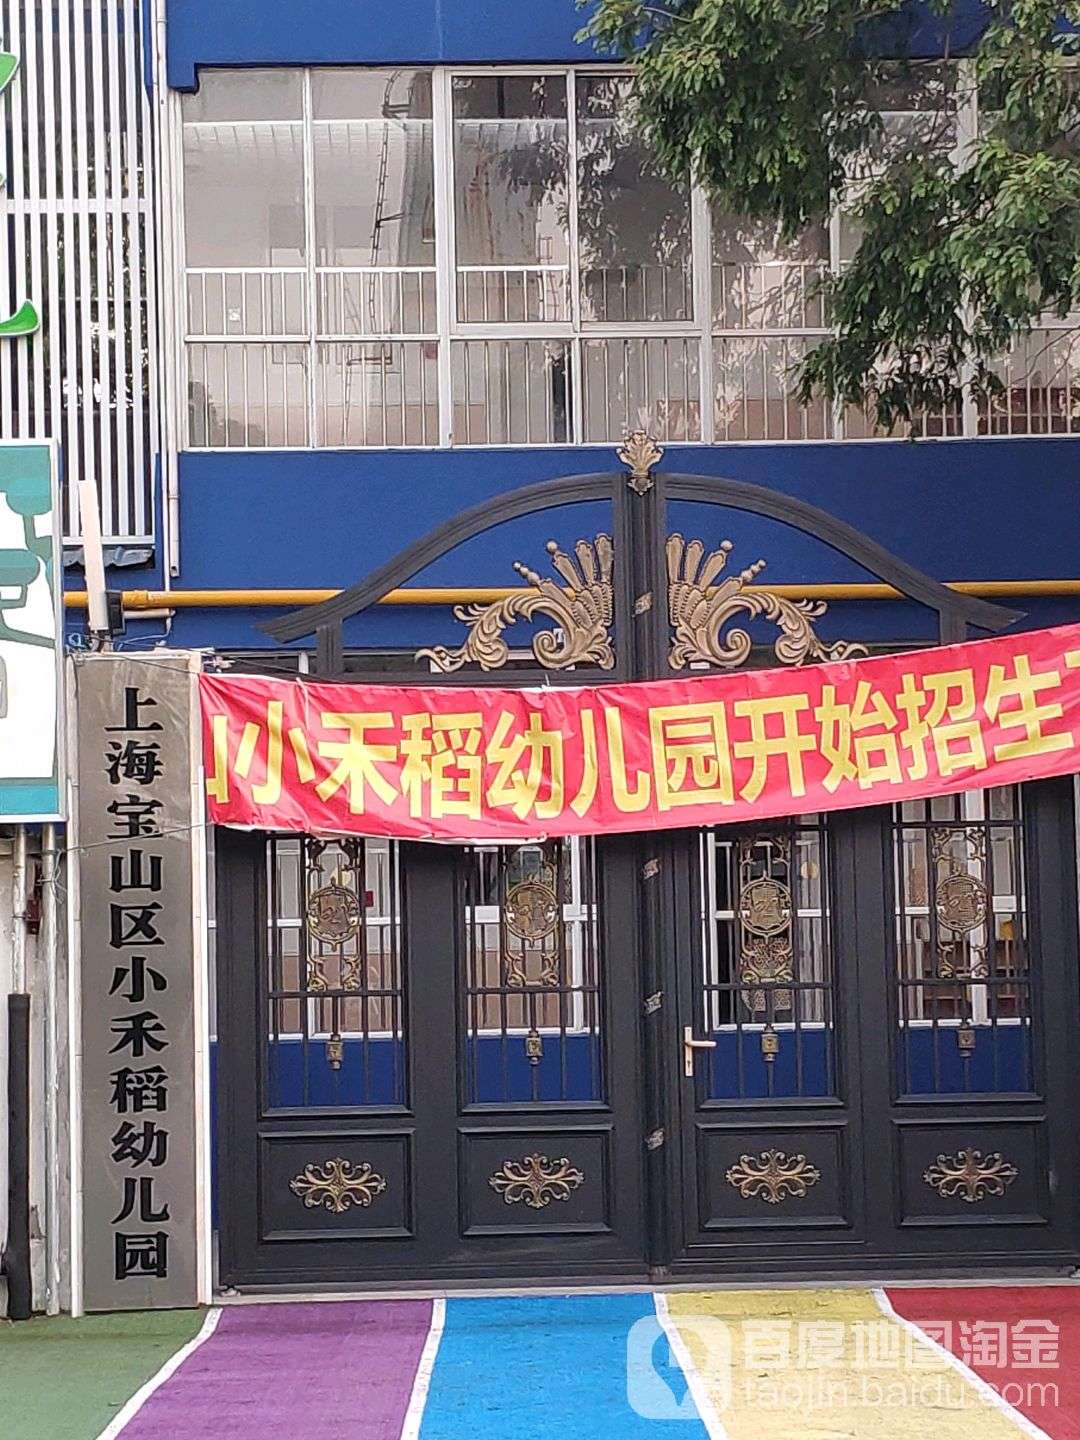 小禾稻幼儿园开始招生
上海宝山区小禾稻幼儿园
百度地图淘金
taojin.baidu.com